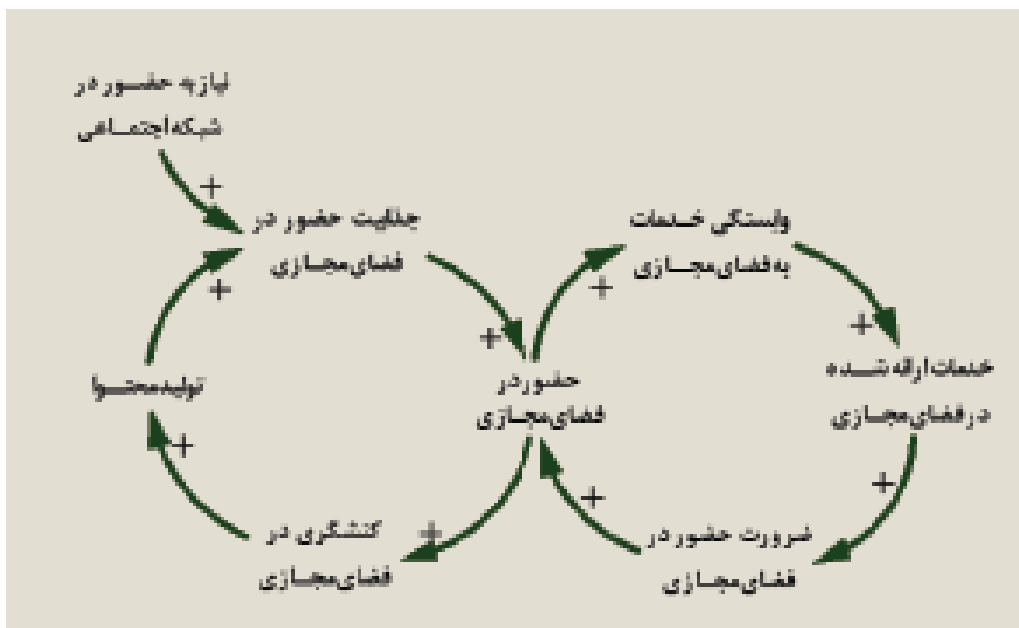 نیاز به حضور در
شبکه اجتماعی
+
جذابیت حضور در
فضای مجازی
+
+
وابستگی خدمات
به فضای مجازی
+
+
حضور در
فضای مجازی
خدمات ارائه شده
در فضای مجازی
تولید محتوا
+
+
+
کنشگری در
فضای مجازی
+
ضرورت حضور در
فضای مجازی
+